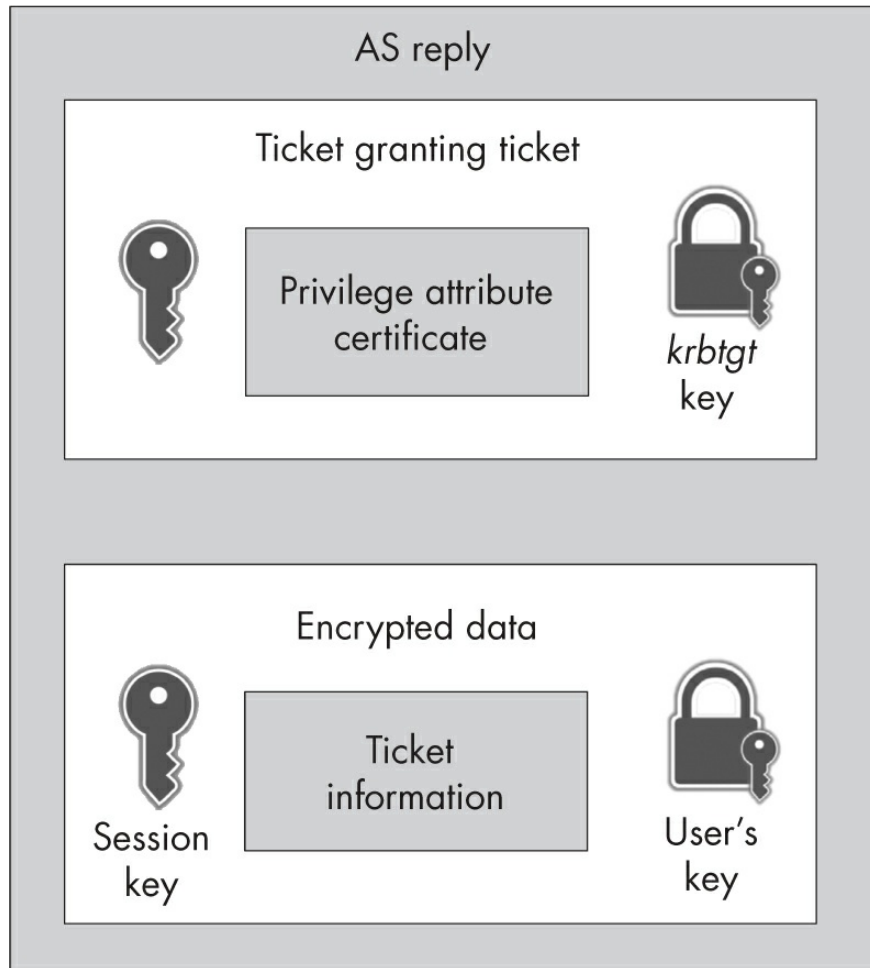 AS reply
Ticket granting ticket
Privilege attribute
certificate
krbtgt
key
Encrypted data
Ticket
information
Session
key
User's
key